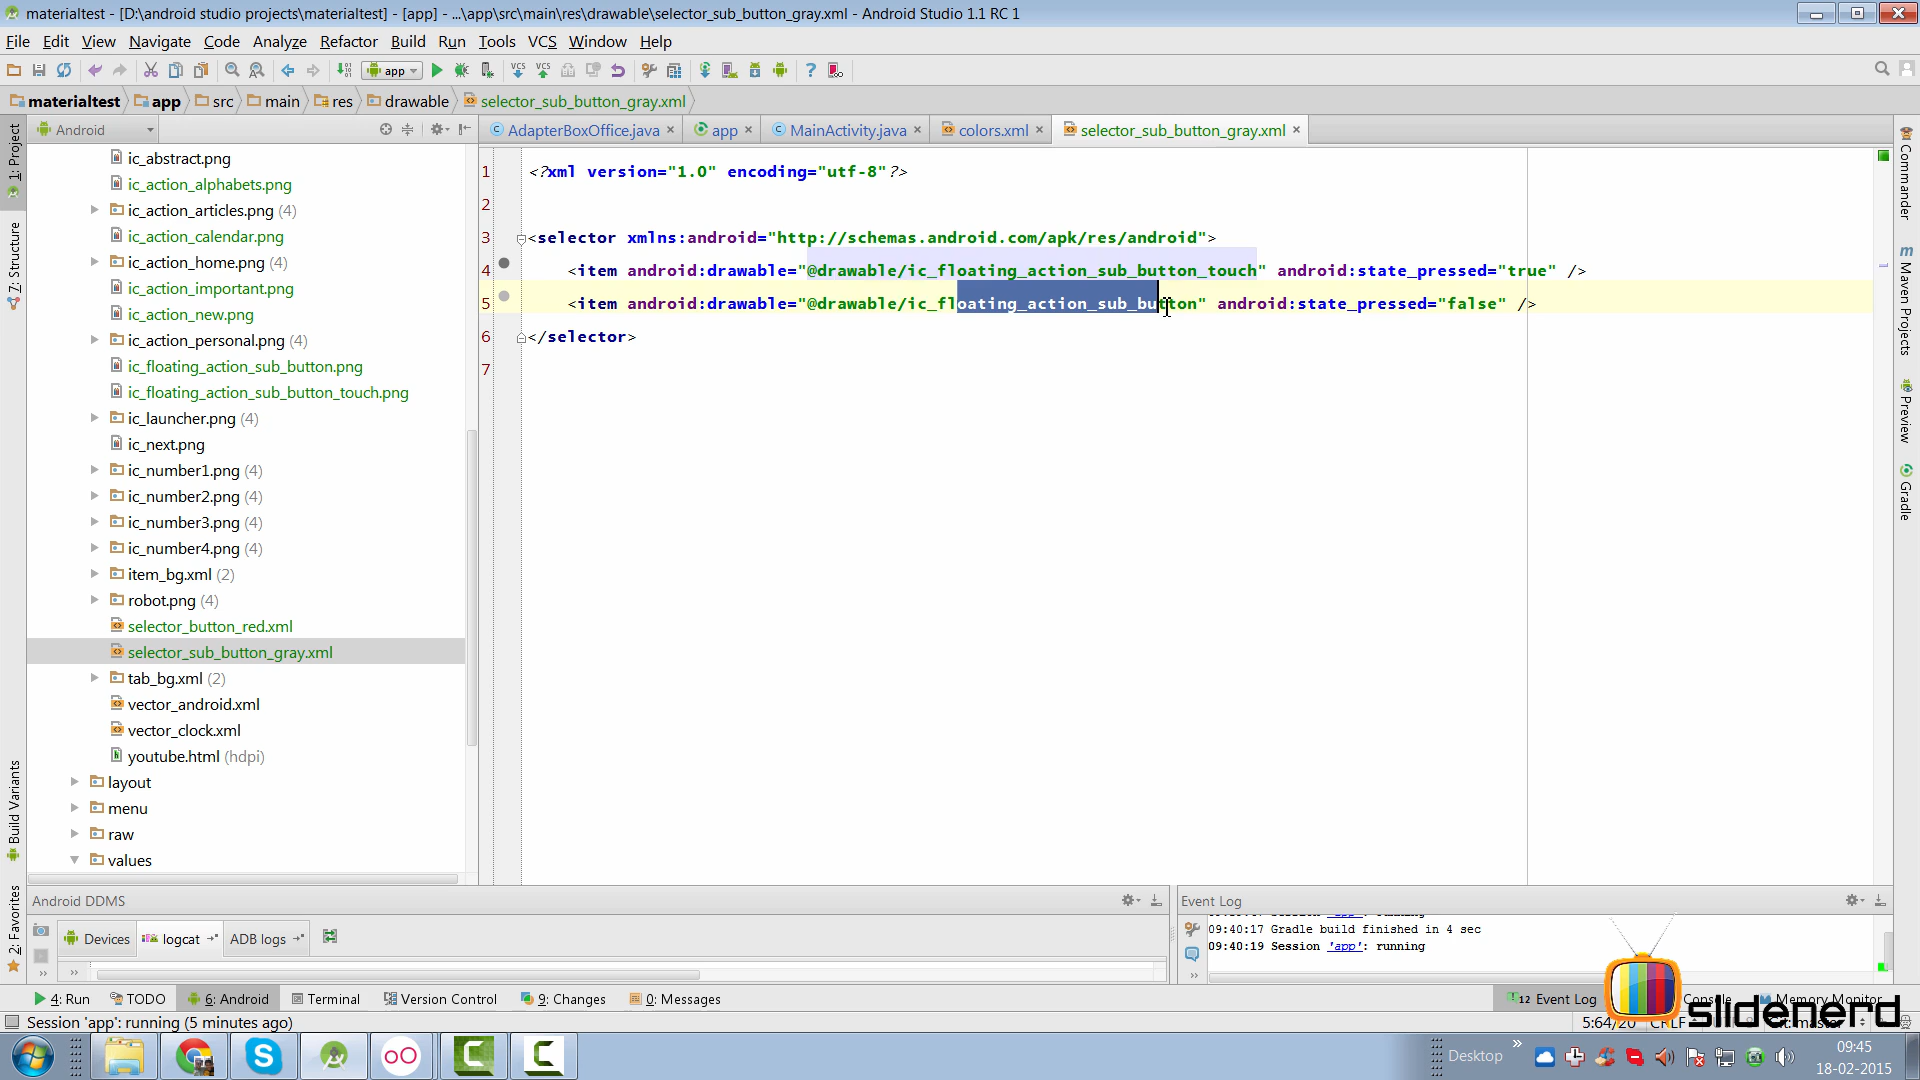 materialtest - [D:\android studio projects\materialtest] - [app] - ...\app\src\main\res\drawable\selector_sub_button_gray.xml - Android Studio 1.1 RC 1
File Edit View Navigate Code Analyze Refactor Build Run Tools VCS Window Help
app
materialtest app src main res drawable selector_sub_button_gray.xml
Android
AdapterBoxOffice.java app MainActivity.java colors.xml selector_sub_button_gray.xml
1: Project
7: Structure
Build Variants
2: Favorites
ic_abstract.png
ic_action_alphabets.png
ic_action_articles.png (4)
ic_action_calendar.png
ic_action_home.png (4)
ic_action_important.png
ic_action_new.png
ic_action_personal.png (4)
ic_floating_action_sub_button.png
ic_floating_action_sub_button_touch.png
ic_launcher.png (4)
ic_next.png
ic_number1.png (4)
ic_number2.png (4)
ic_number3.png (4)
ic_number4.png (4)
item_bg.xml (2)
robot.png (4)
selector_button_red.xml
selector_sub_button_gray.xml
tab_bg.xml (2)
vector_android.xml
vector_clock.xml
youtube.html (hdpi)
layout
menu
raw
values
1 <?xml version="1.0" encoding="utf-8"?>
2
3 <selector xmlns:android="http://schemas.android.com/apk/res/android">
4 <item android:drawable="@drawable/ic_floating_action_sub_button_touch" android:state_pressed="true" />
5 <item android:drawable="@drawable/ic_floating_action_sub_button" android:state_pressed="false" />
6 </selector>
7
Commander
Maven Projects
Preview
Gradle
Android DDMS
Devices logcat ADB logs
Event Log
09:40:17 Gradle build finished in 4 sec
09:40:19 Session 'app': running
4: Run TODO 6: Android Terminal Version Control 9: Changes 0: Messages
12 Event Log Console Memory Monitor
Session 'app': running (5 minutes ago)
5:64/20 CRLF Git: master
slidenerd
Desktop
09:45
18-02-2015